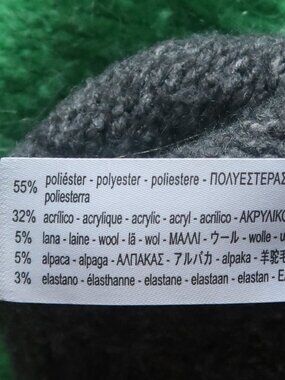 55% poliéster - polyester - poliestere - ΠΟΛΥΕΣΤΕΡΑΣ
poliesterra
32% acrílico - acrylique - acrylic - acryl - acrilico - ΑΚΡΥΛΙΚΟ
5% lana - laine - wool - lã - wol - ΜΑΛΛΙ - ウール - wolle - u
5% alpaca - alpaga - ΑΛΠΑΚΑΣ - アルパカ - alpaka - 羊駝毛
3% elastano - élasthanne - elastane - elastaan - elastan -